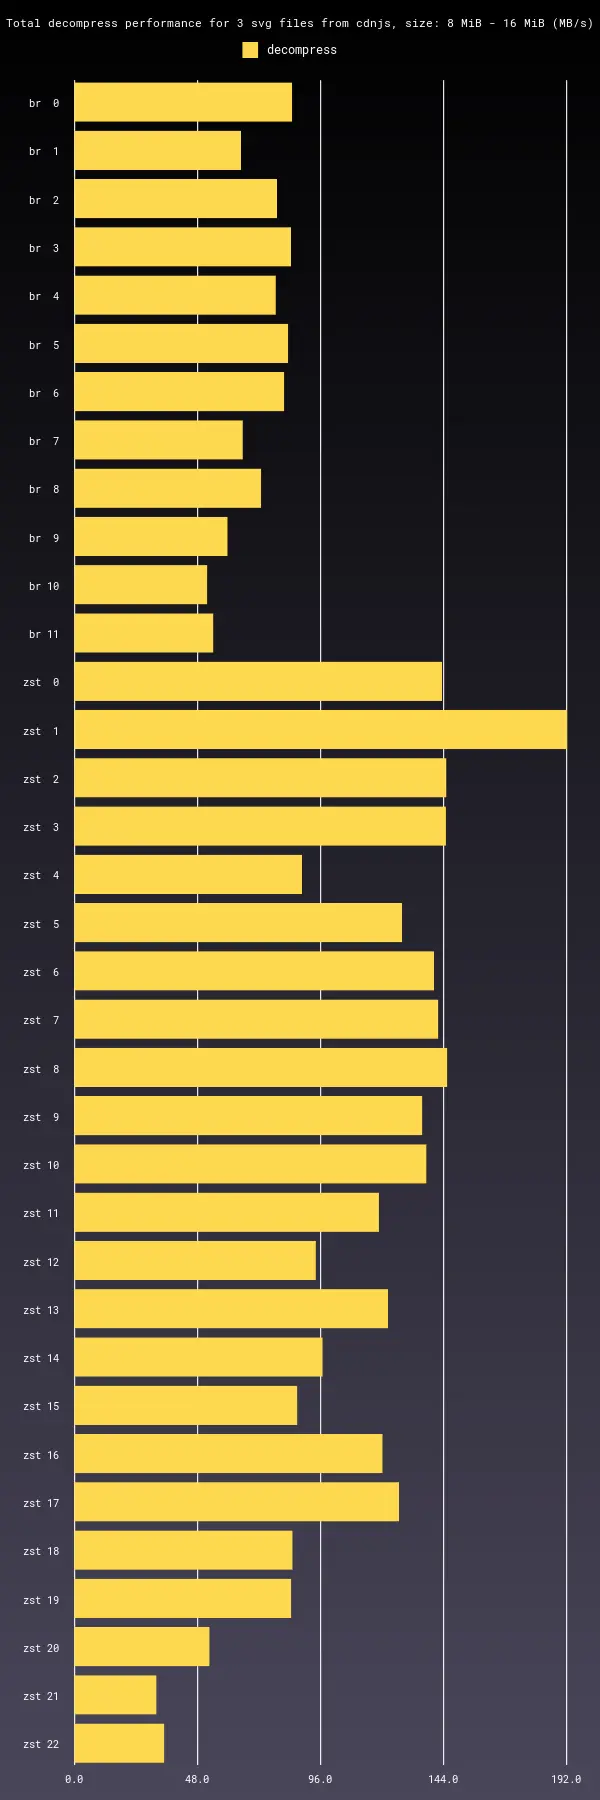 Total decompress performance for 3 svg files from cdnjs, size: 8 MiB - 16 MiB (MB/s)
decompress
br 0
br 1
br 2
br 3
br 4
br 5
br 6
br 7
br 8
br 9
br 10
br 11
zst 0
zst 1
zst 2
zst 3
zst 4
zst 5
zst 6
zst 7
zst 8
zst 9
zst 10
zst 11
zst 12
zst 13
zst 14
zst 15
zst 16
zst 17
zst 18
zst 19
zst 20
zst 21
zst 22
0.0 48.0 96.0 144.0 192.0